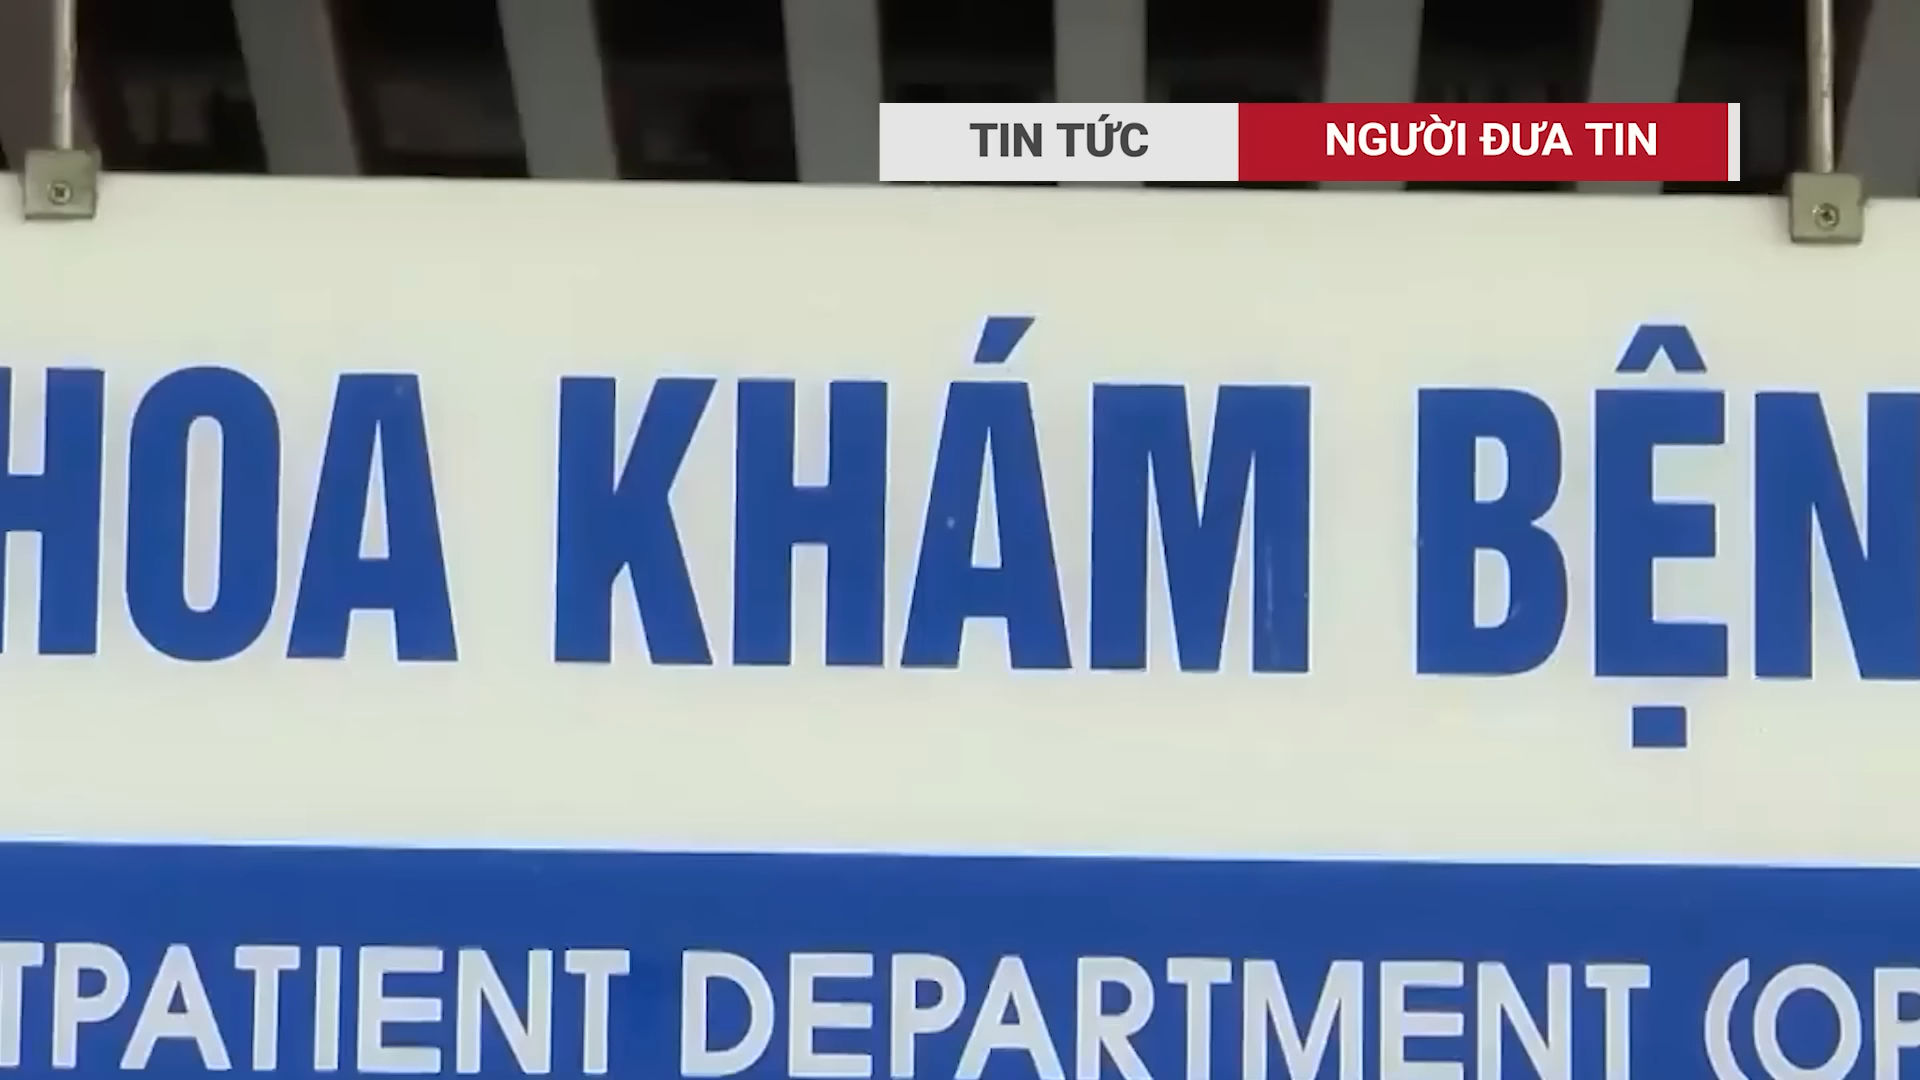 TIN TỨC NGƯỜI ĐƯA TIN
HOA KHÁM BỆN
TPATIENT DEPARTMENT (OP